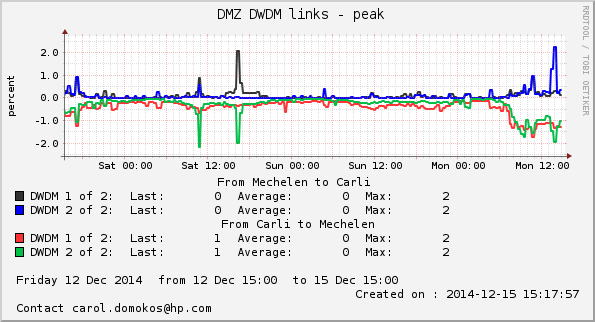 DMZ DWDM links - peak
RRDTOOL / TOBI OETIKER
percent
2.0
1.0
0.0
-1.0
-2.0
Sat 00:00 Sat 12:00 Sun 00:00 Sun 12:00 Mon 00:00 Mon 12:00
From Mechelen to Carli
DWDM 1 of 2: Last: 0 Average: 0 Max: 2
DWDM 2 of 2: Last: 0 Average: 0 Max: 2
From Carli to Mechelen
DWDM 1 of 2: Last: 1 Average: 0 Max: 2
DWDM 2 of 2: Last: 1 Average: 0 Max: 2
Friday 12 Dec 2014 from 12 Dec 15:00 to 15 Dec 15:00
Created on : 2014-12-15 15:17:57
Contact carol.domokos@hp.com